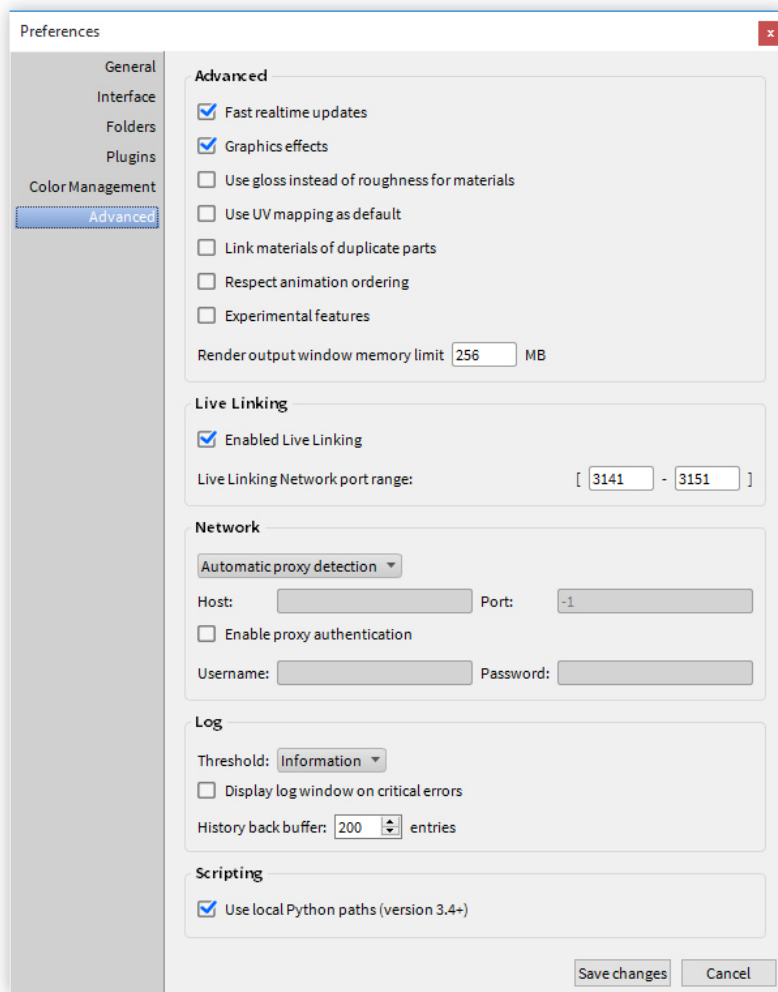 Preferences
x
General
Interface
Folders
Plugins
Color Management
Advanced
Advanced
Fast realtime updates
Graphics effects
Use gloss instead of roughness for materials
Use UV mapping as default
Link materials of duplicate parts
Respect animation ordering
Experimental features
Render output window memory limit 256 MB
Live Linking
Enabled Live Linking
Live Linking Network port range: [ 3141 - 3151 ]
Network
Automatic proxy detection
Host: Port: -1
Enable proxy authentication
Username: Password:
Log
Threshold: Information
Display log window on critical errors
History back buffer: 200 entries
Scripting
Use local Python paths (version 3.4+)
Save changes Cancel